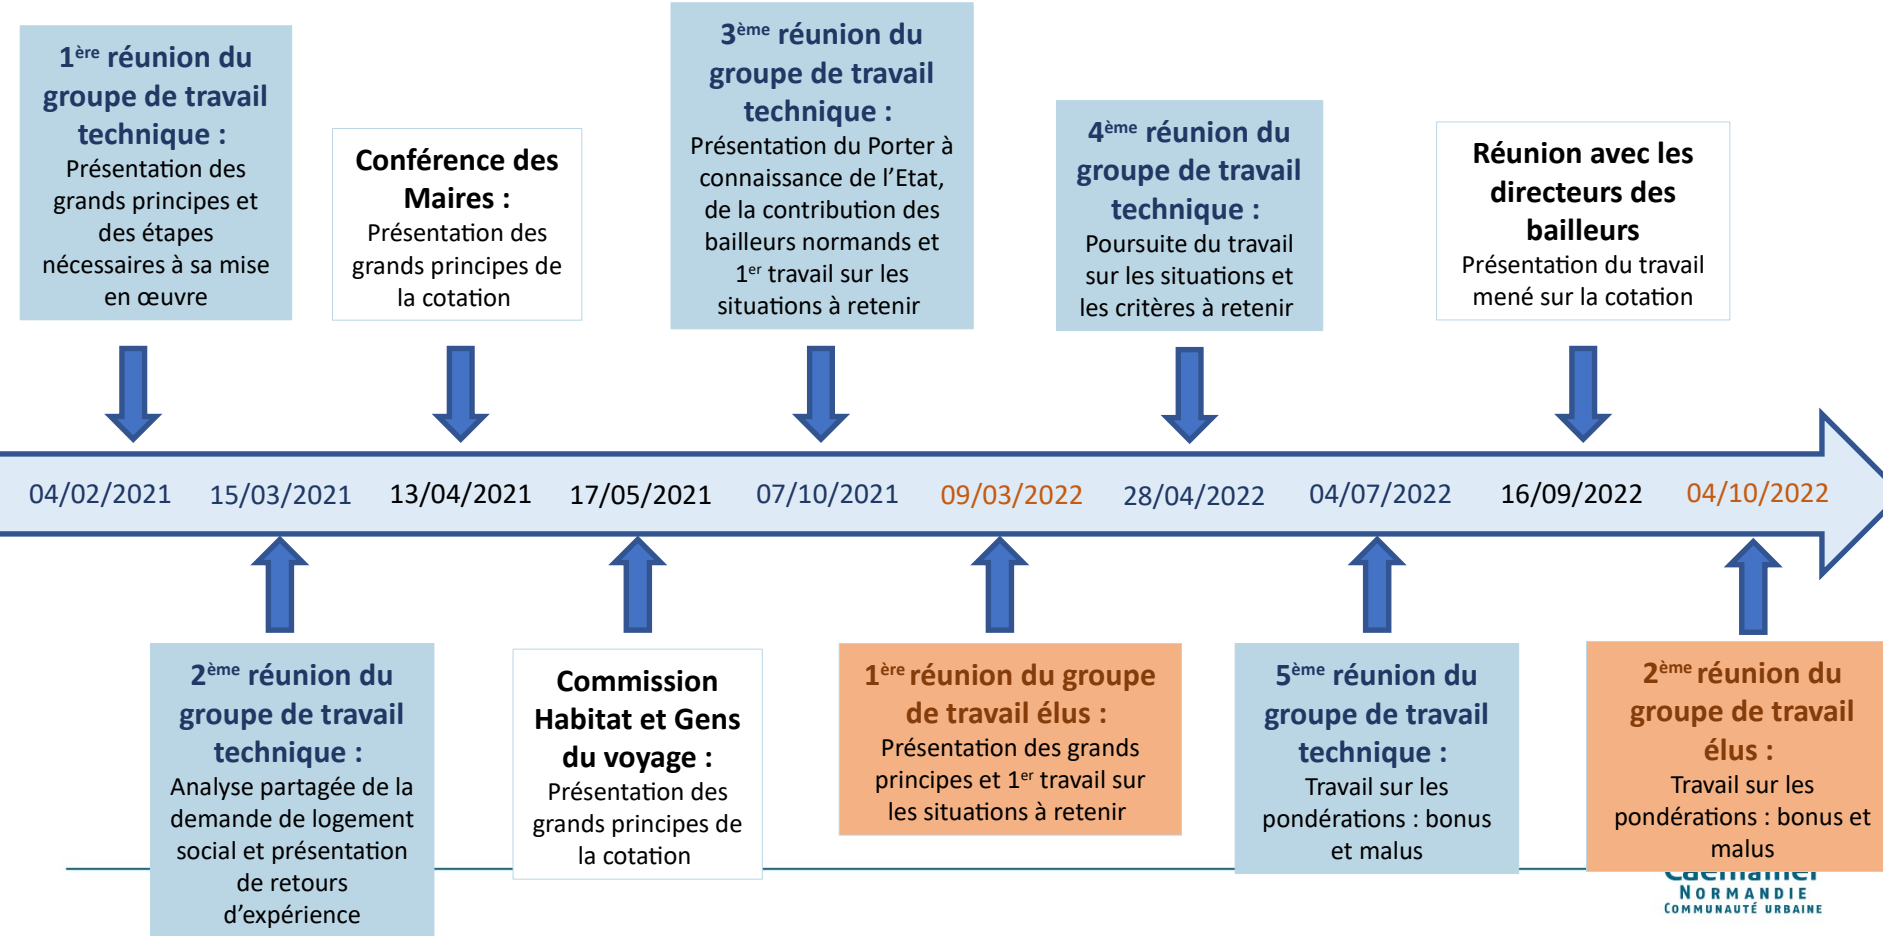 1ère réunion du
groupe de travail
technique :
Présentation des
grands principes et
des étapes
nécessaires à sa mise
en œuvre
Conférence des
Maires :
Présentation des
grands principes de
la cotation
3ème réunion du
groupe de travail
technique :
Présentation du Porter à
connaissance de l’Etat,
de la contribution des
bailleurs normands et
1er travail sur les
situations à retenir
4ème réunion du
groupe de travail
technique :
Poursuite du travail
sur les situations et
les critères à retenir
Réunion avec les
directeurs des
bailleurs
Présentation du travail
mené sur la cotation
04/02/2021 15/03/2021 13/04/2021 17/05/2021 07/10/2021 09/03/2022 28/04/2022 04/07/2022 16/09/2022 04/10/2022
2ème réunion du
groupe de travail
technique :
Analyse partagée de la
demande de logement
social et présentation
de retours
d’expérience
Commission
Habitat et Gens
du voyage :
Présentation des
grands principes de
la cotation
1ère réunion du groupe
de travail élus :
Présentation des grands
principes et 1er travail sur
les situations à retenir
5ème réunion du
groupe de travail
technique :
Travail sur les
pondérations : bonus
et malus
2ème réunion du
groupe de travail
élus :
Travail sur les
pondérations : bonus et
malus
NORMANDIE
COMMUNAUTÉ URBAINE